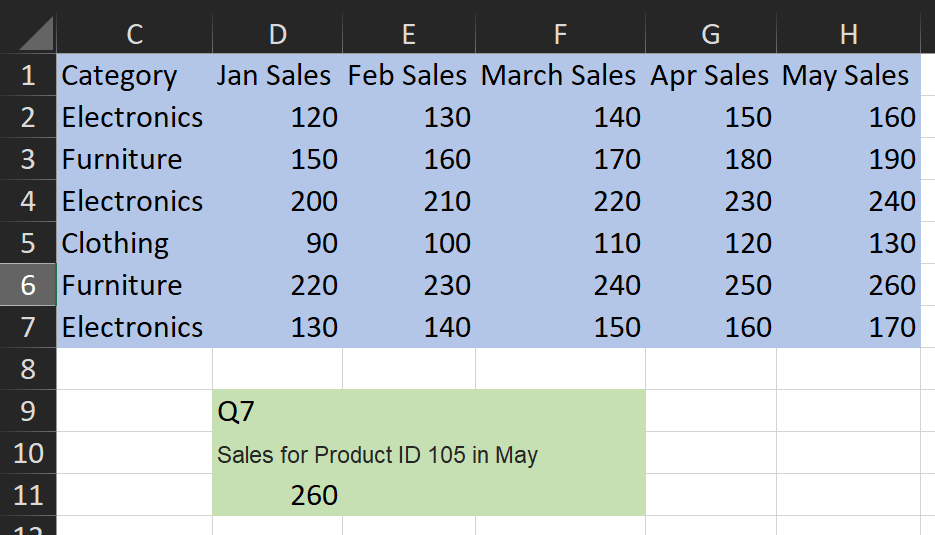 C D E F G H
1 Category Jan Sales Feb Sales March Sales Apr Sales May Sales
2 Electronics 120 130 140 150 160
3 Furniture 150 160 170 180 190
4 Electronics 200 210 220 230 240
5 Clothing 90 100 110 120 130
6 Furniture 220 230 240 250 260
7 Electronics 130 140 150 160 170
8
9 Q7
10 Sales for Product ID 105 in May
11 260
12